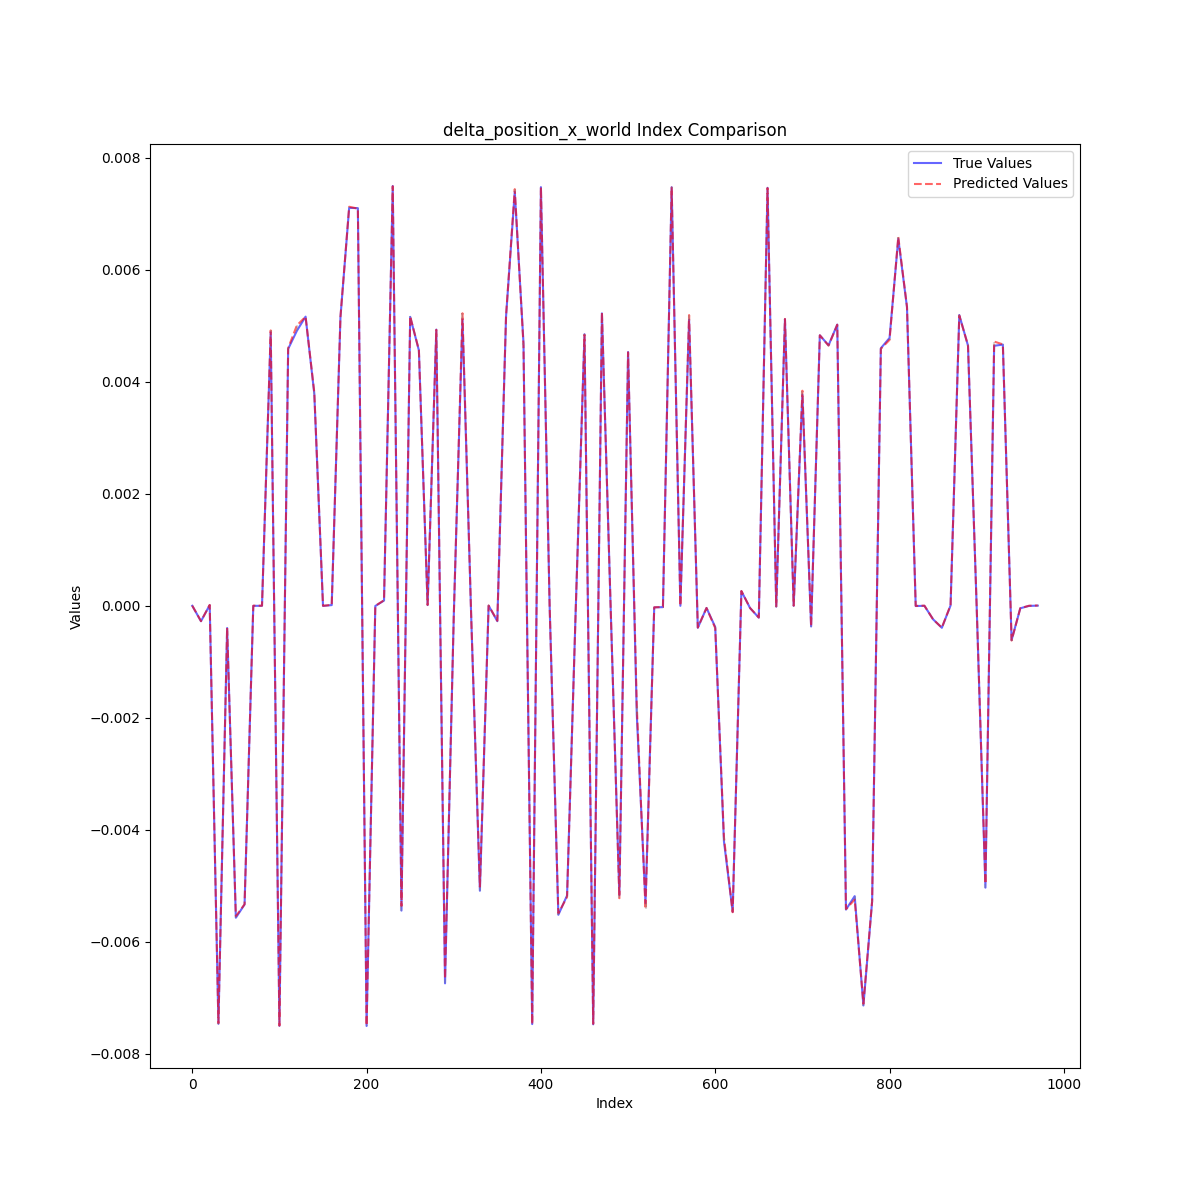 delta_position_x_world Index Comparison
True Values
Predicted Values
0.008
0.006
0.004
0.002
0.000
−0.002
−0.004
−0.006
−0.008
Values
0 200 400 600 800 1000
Index